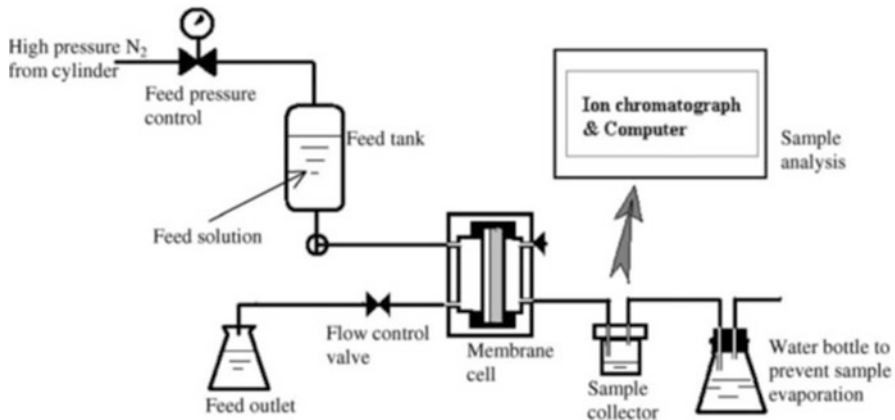 High pressure N₂
from cylinder
Feed pressure
control
Feed tank
Feed solution
Ion chromatograph
& Computer
Sample
analysis
Flow control
valve
Membrane
cell
Feed outlet
Sample
collector
Water bottle to
prevent sample
evaporation